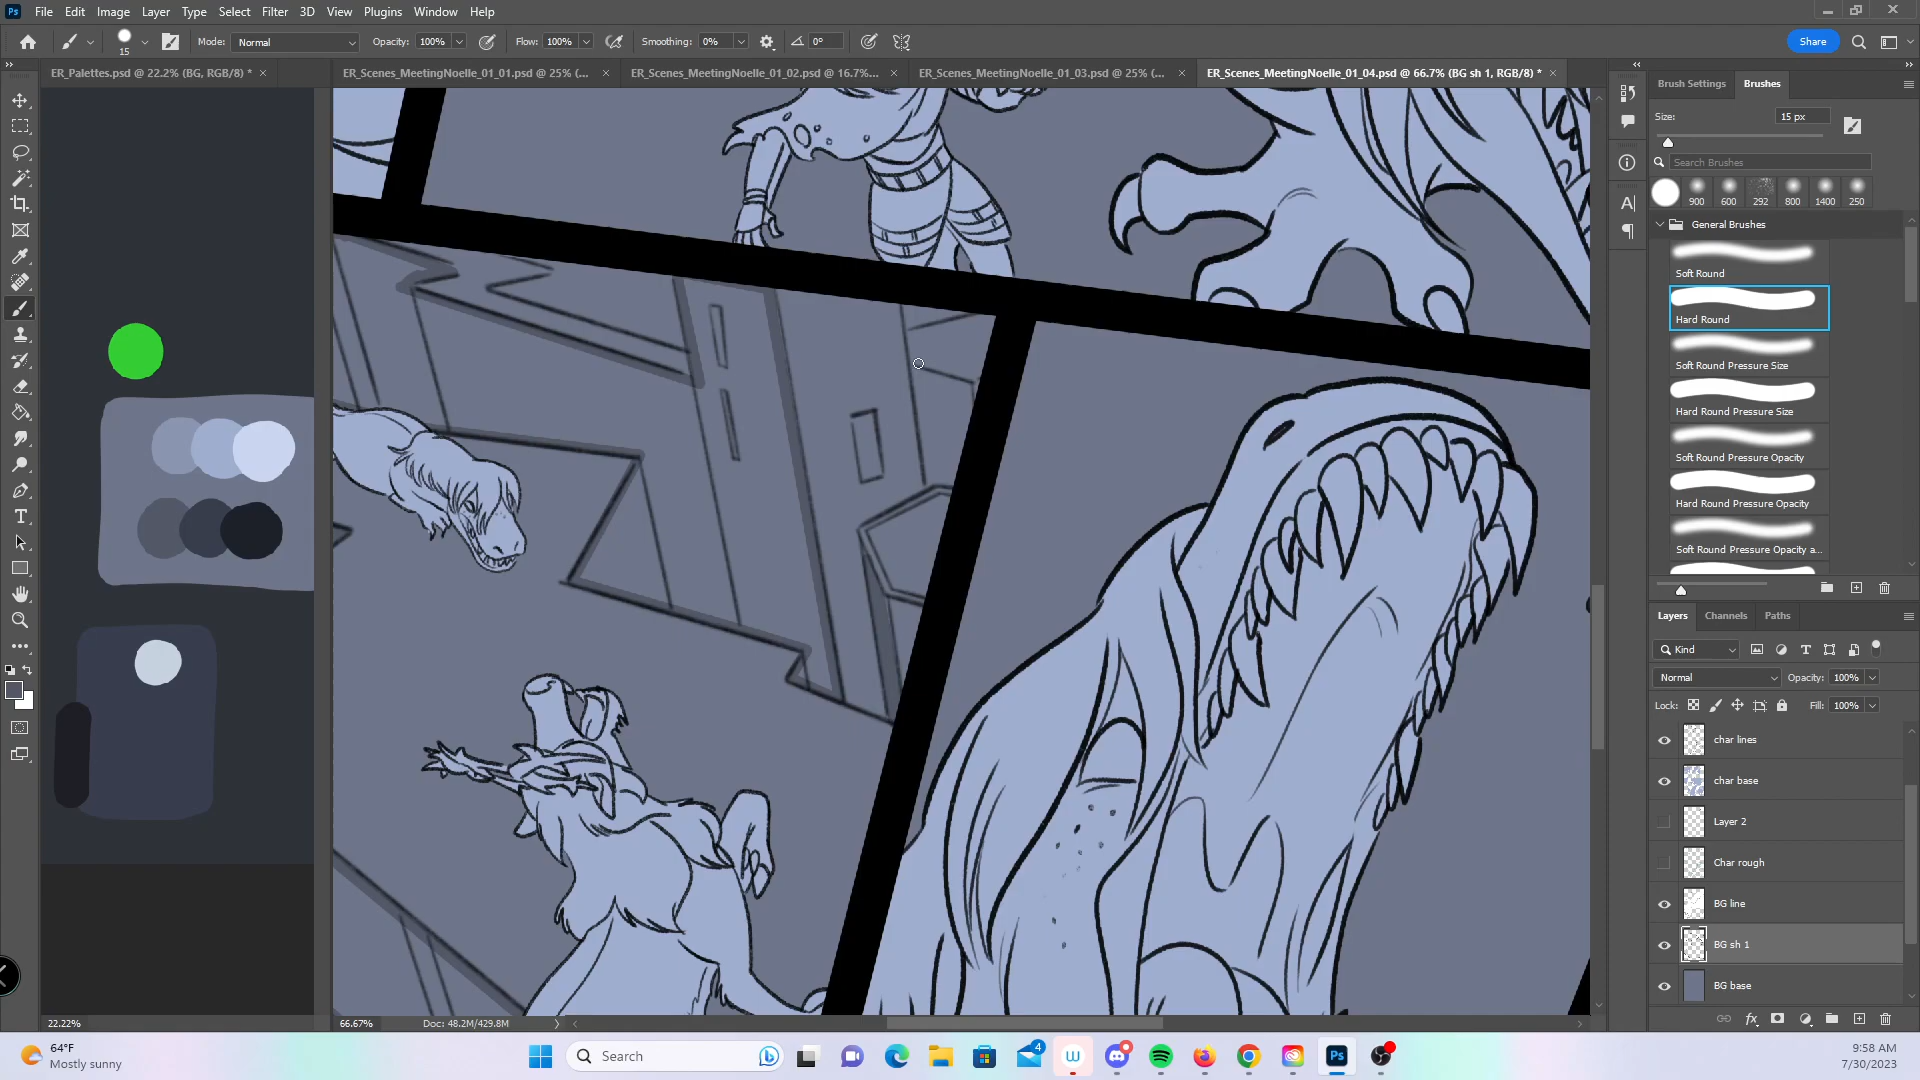 Ps File Edit Image Layer Type Select Filter 3D View Plugins Window Help
15 Mode: Normal Opacity: 100% Flow: 100% Smoothing: 0% 0° Share
ER_Palettes.psd @ 22.2% (BG, RGB/8) *
ER_Scenes_MeetingNoelle_01_01.psd @ 25% (...
ER_Scenes_MeetingNoelle_01_02.psd @ 16.7%...
ER_Scenes_MeetingNoelle_01_03.psd @ 25% (...
ER_Scenes_MeetingNoelle_01_04.psd @ 66.7% (BG sh 1, RGB/8) *
Brush Settings Brushes
Size: 15 px
Search Brushes
900 600 292 800 1400 250
General Brushes
Soft Round
Hard Round
Soft Round Pressure Size
Hard Round Pressure Size
Soft Round Pressure Opacity
Hard Round Pressure Opacity
Soft Round Pressure Opacity a...
Layers Channels Paths
Kind
Normal Opacity: 100%
Lock: Fill: 100%
char lines
char base
Layer 2
Char rough
BG line
BG sh 1
BG base
22.22%
66.67% Doc: 48.2M/429.8M
64°F
Mostly sunny
Search
4
Ps
9:58 AM
7/30/2023